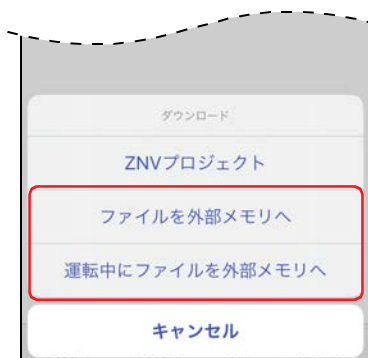 ダウンロード
ZNVプロジェクト
ファイルを外部メモリへ
運転中にファイルを外部メモリへ
キャンセル